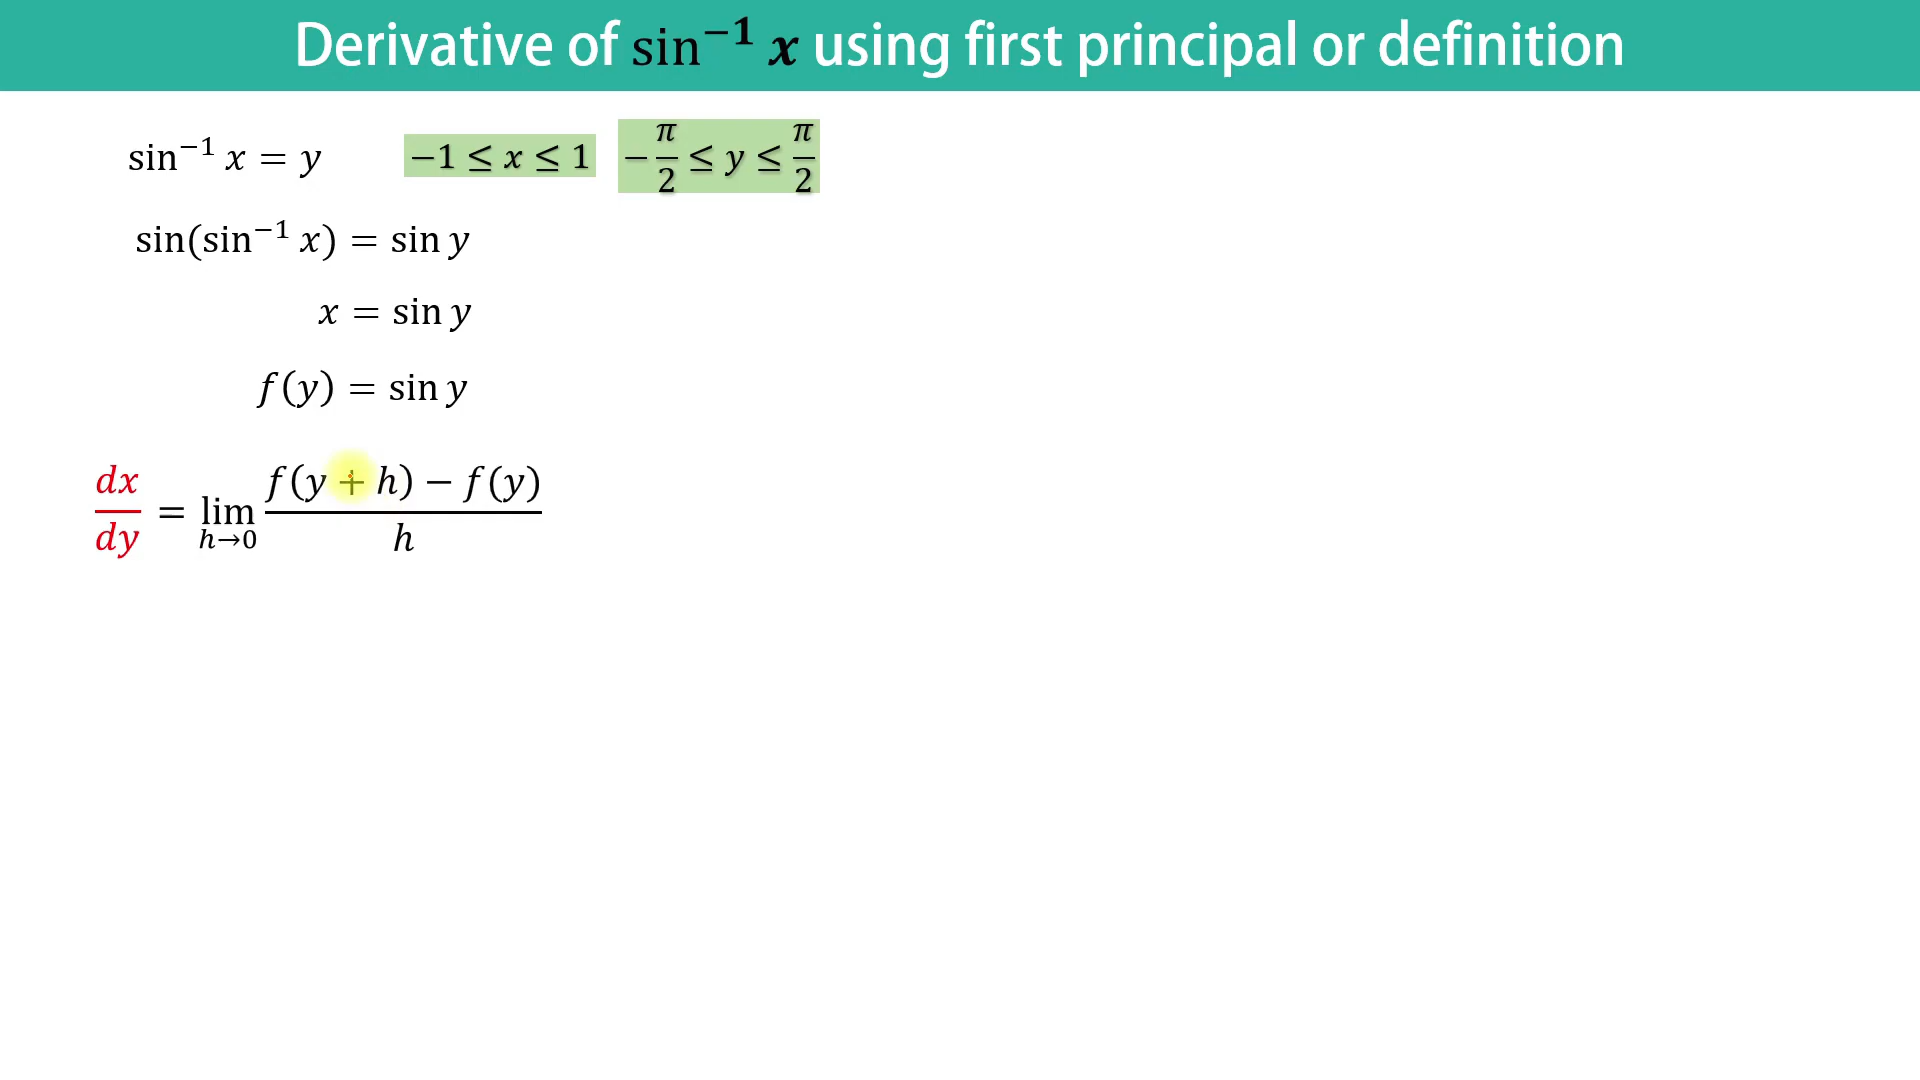 Derivative of sin⁻¹ x using first principal or definition
sin⁻¹ x = y −1 ≤ x ≤ 1 −π/2 ≤ y ≤ π/2
sin(sin⁻¹ x) = sin y
x = sin y
f(y) = sin y
dx/dy = lim h→0 f(y + h) − f(y) / h